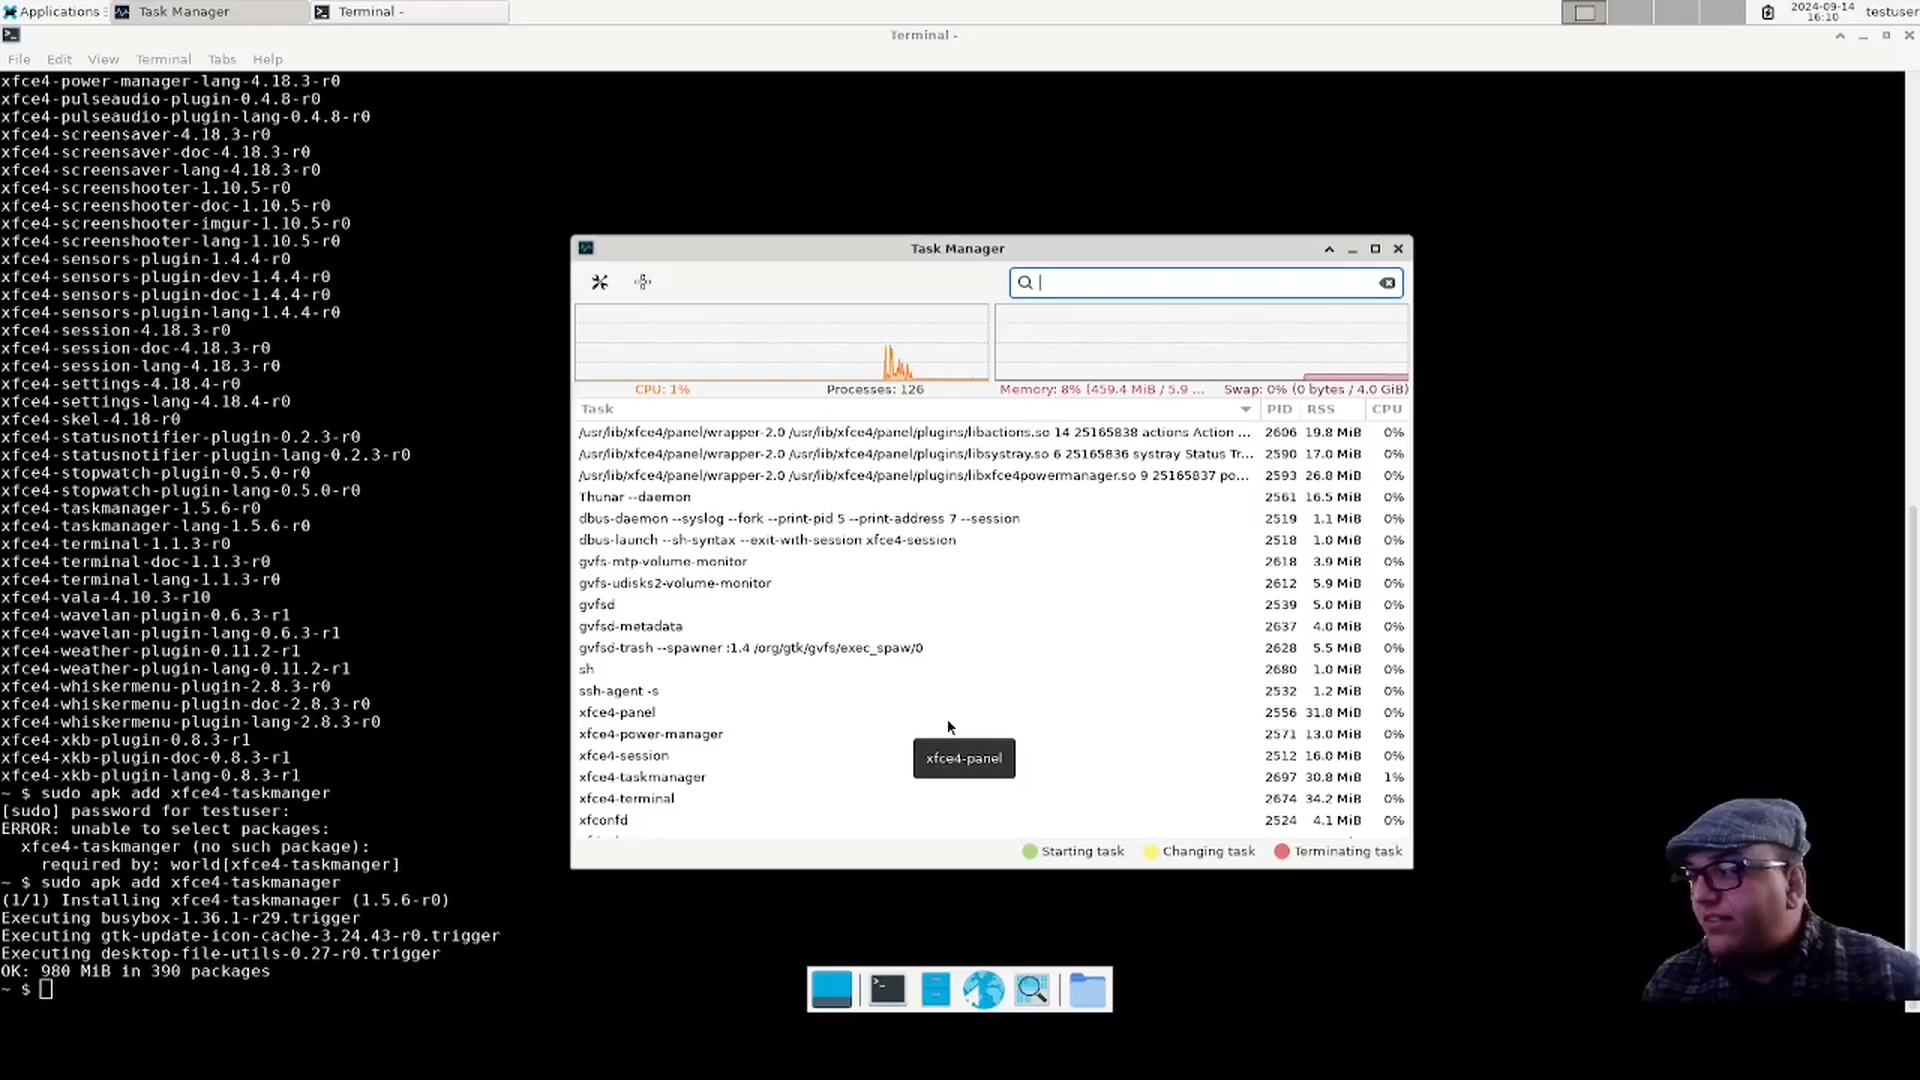 Applications
Task Manager
Terminal -
2024-09-14
16:10
testuser
Terminal -
File Edit View Terminal Tabs Help
xfce4-power-manager-lang-4.18.3-r0
xfce4-pulseaudio-plugin-0.4.8-r0
xfce4-pulseaudio-plugin-lang-0.4.8-r0
xfce4-screensaver-4.18.3-r0
xfce4-screensaver-doc-4.18.3-r0
xfce4-screensaver-lang-4.18.3-r0
xfce4-screenshooter-1.10.5-r0
xfce4-screenshooter-doc-1.10.5-r0
xfce4-screenshooter-imgur-1.10.5-r0
xfce4-screenshooter-lang-1.10.5-r0
xfce4-sensors-plugin-1.4.4-r0
xfce4-sensors-plugin-dev-1.4.4-r0
xfce4-sensors-plugin-doc-1.4.4-r0
xfce4-sensors-plugin-lang-1.4.4-r0
xfce4-session-4.18.3-r0
xfce4-session-doc-4.18.3-r0
xfce4-session-lang-4.18.3-r0
xfce4-settings-4.18.4-r0
xfce4-settings-lang-4.18.4-r0
xfce4-skel-4.18-r0
xfce4-statusnotifier-plugin-0.2.3-r0
xfce4-statusnotifier-plugin-lang-0.2.3-r0
xfce4-stopwatch-plugin-0.5.0-r0
xfce4-stopwatch-plugin-lang-0.5.0-r0
xfce4-taskmanager-1.5.6-r0
xfce4-taskmanager-lang-1.5.6-r0
xfce4-terminal-1.1.3-r0
xfce4-terminal-doc-1.1.3-r0
xfce4-terminal-lang-1.1.3-r0
xfce4-vala-4.10.3-r10
xfce4-wavelan-plugin-0.6.3-r1
xfce4-wavelan-plugin-lang-0.6.3-r1
xfce4-weather-plugin-0.11.2-r1
xfce4-weather-plugin-lang-0.11.2-r1
xfce4-whiskermenu-plugin-2.8.3-r0
xfce4-whiskermenu-plugin-doc-2.8.3-r0
xfce4-whiskermenu-plugin-lang-2.8.3-r0
xfce4-xkb-plugin-0.8.3-r1
xfce4-xkb-plugin-doc-0.8.3-r1
xfce4-xkb-plugin-lang-0.8.3-r1
~ $ sudo apk add xfce4-taskmanger
[sudo] password for testuser:
ERROR: unable to select packages:
xfce4-taskmanger (no such package):
required by: world[xfce4-taskmanger]
~ $ sudo apk add xfce4-taskmanager
(1/1) Installing xfce4-taskmanager (1.5.6-r0)
Executing busybox-1.36.1-r29.trigger
Executing gtk-update-icon-cache-3.24.43-r0.trigger
Executing desktop-file-utils-0.27-r0.trigger
OK: 980 MiB in 390 packages
~ $
Task Manager
CPU: 1% Processes: 126 Memory: 8% (459.4 MiB / 5.9 ... Swap: 0% (0 bytes / 4.0 GiB)
Task PID RSS CPU
/usr/lib/xfce4/panel/wrapper-2.0 /usr/lib/xfce4/panel/plugins/libactions.so 14 25165838 actions Action ... 2606 19.8 MiB 0%
/usr/lib/xfce4/panel/wrapper-2.0 /usr/lib/xfce4/panel/plugins/libsystray.so 6 25165836 systray Status Tr... 2590 17.0 MiB 0%
/usr/lib/xfce4/panel/wrapper-2.0 /usr/lib/xfce4/panel/plugins/libxfce4powermanager.so 9 25165837 po... 2593 26.8 MiB 0%
Thunar --daemon 2561 16.5 MiB 0%
dbus-daemon --syslog --fork --print-pid 5 --print-address 7 --session 2519 1.1 MiB 0%
dbus-launch --sh-syntax --exit-with-session xfce4-session 2518 1.0 MiB 0%
gvfs-mtp-volume-monitor 2618 3.9 MiB 0%
gvfs-udisks2-volume-monitor 2612 5.9 MiB 0%
gvfsd 2539 5.0 MiB 0%
gvfsd-metadata 2637 4.0 MiB 0%
gvfsd-trash --spawner :1.4 /org/gtk/gvfs/exec_spaw/0 2628 5.5 MiB 0%
sh 2680 1.0 MiB 0%
ssh-agent -s 2532 1.2 MiB 0%
xfce4-panel 2556 31.8 MiB 0%
xfce4-power-manager 2571 13.0 MiB 0%
xfce4-session 2512 16.0 MiB 0%
xfce4-taskmanager 2697 30.8 MiB 1%
xfce4-terminal 2674 34.2 MiB 0%
xfconfd 2524 4.1 MiB 0%
xfce4-panel
Starting task Changing task Terminating task